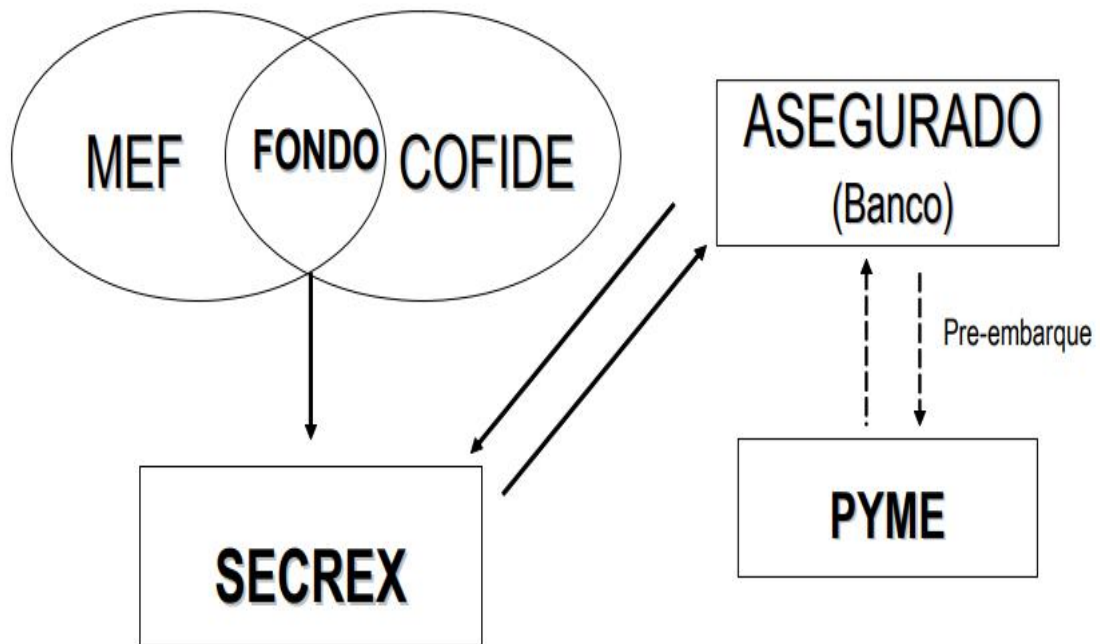 MEF
FONDO
COFIDE
ASEGURADO
(Banco)
Pre-embarque
SECREX
PYME